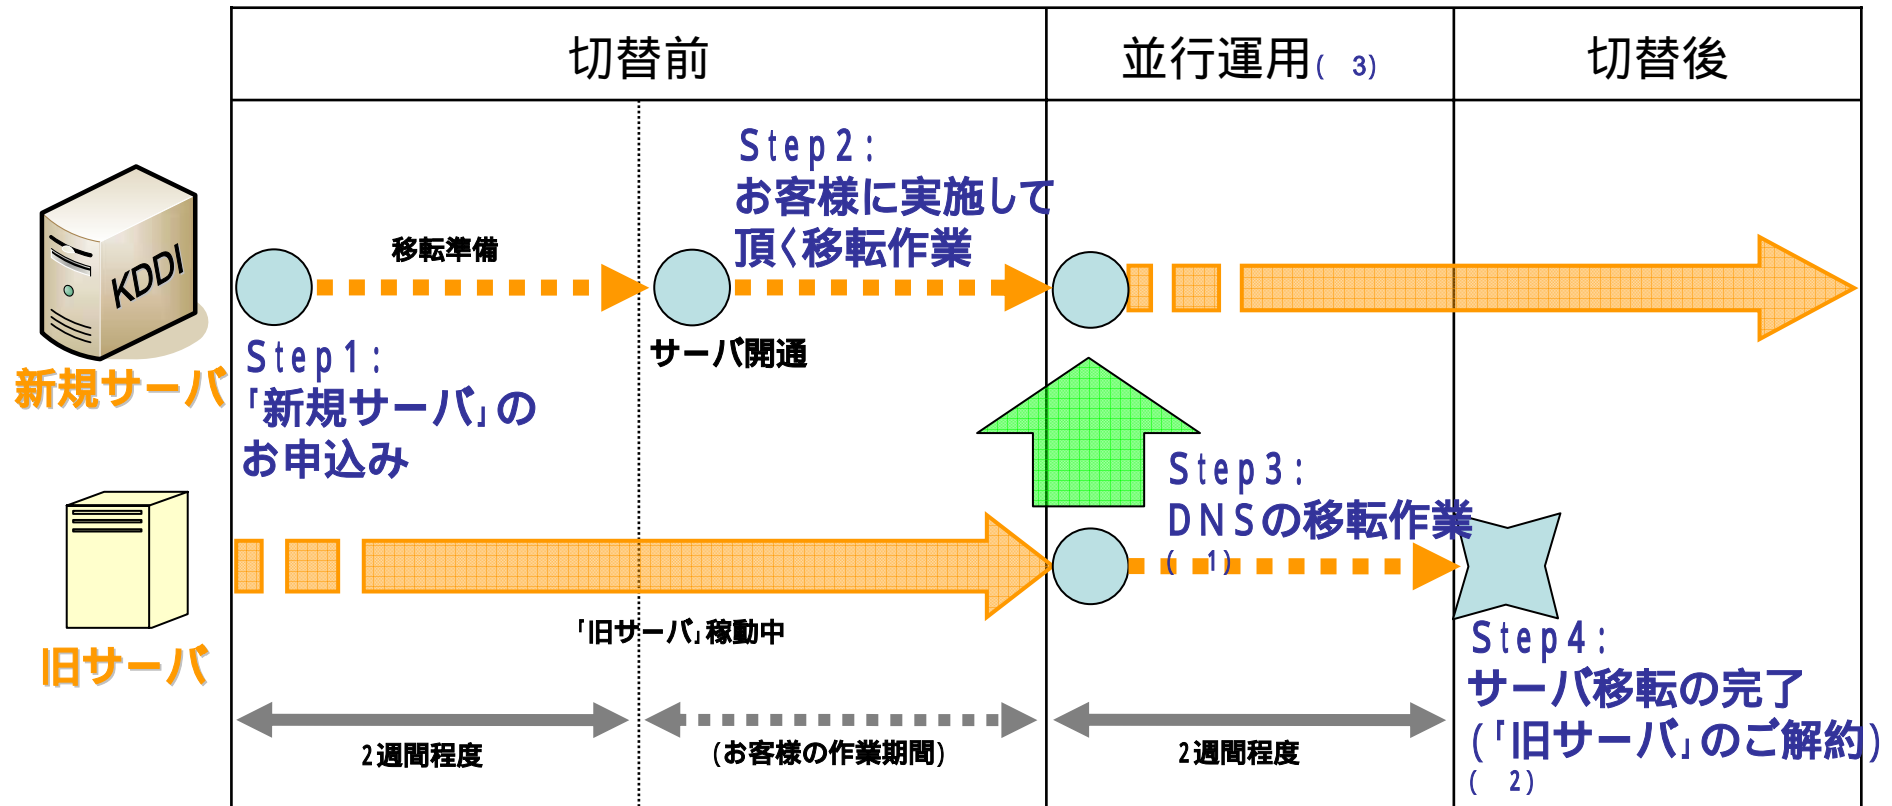 切替前
並行運用( 3)
切替後
Step2:
お客様に実施して
頂く移転作業
移転準備
KDDI
サーバ開通
新規サーバ
Step1:
「新規サーバ」の
お申込み
Step3:
DNSの移転作業
( 1)
「旧サーバ」稼動中
旧サーバ
Step4:
サーバ移転の完了
(「旧サーバ」のご解約)
( 2)
2週間程度
(お客様の作業期間)
2週間程度